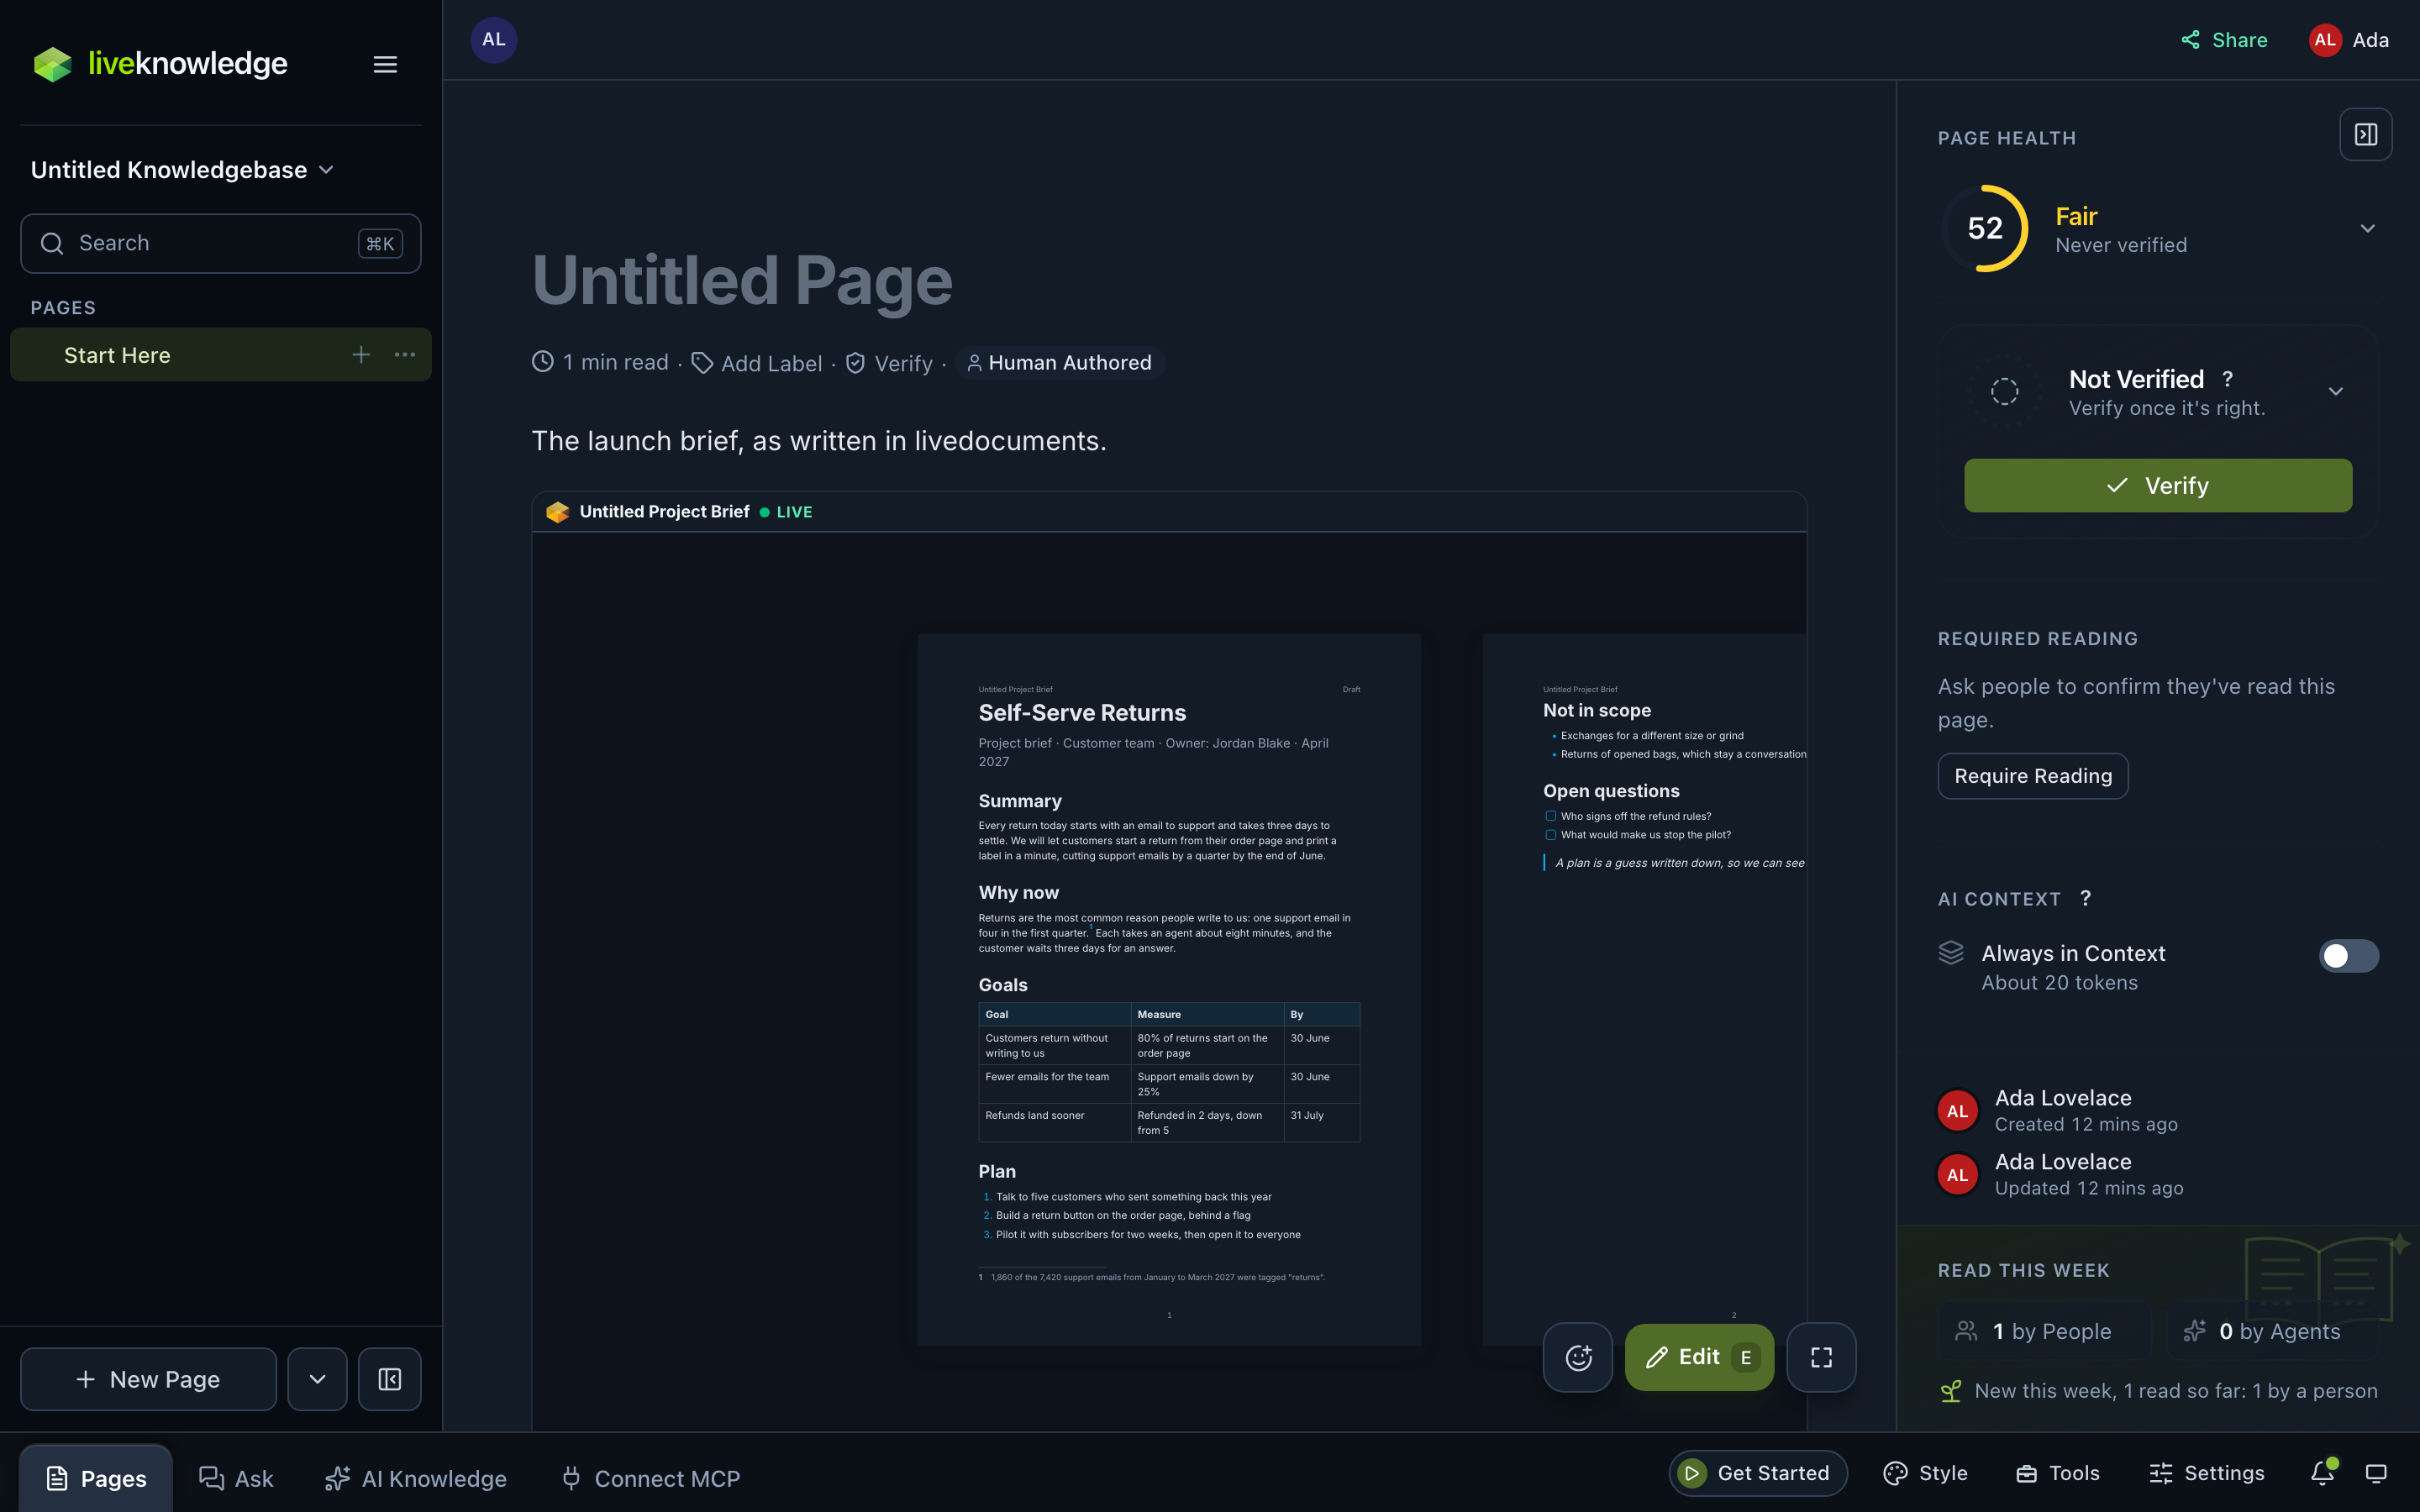 liveknowledge
Untitled Knowledgebase
Search
⌘K
PAGES
Start Here
New Page
AL
Share
AL
Ada
Untitled Page
1 min read · Add Label · Verify · Human Authored
The launch brief, as written in livedocuments.
Untitled Project Brief
LIVE
Untitled Project Brief
Draft
Self-Serve Returns
Project brief · Customer team · Owner: Jordan Blake · April
2027
Summary
Every return today starts with an email to support and takes three days to
settle. We will let customers start a return from their order page and print a
label in a minute, cutting support emails by a quarter by the end of June.
Why now
Returns are the most common reason people write to us: one support email in
four in the first quarter.1 Each takes an agent about eight minutes, and the
customer waits three days for an answer.
Goals
Goal Measure By
Customers return without
writing to us
80% of returns start on the
order page
30 June
Fewer emails for the team
Support emails down by
25%
30 June
Refunds land sooner
Refunded in 2 days, down
from 5
31 July
Plan
1. Talk to five customers who sent something back this year
2. Build a return button on the order page, behind a flag
3. Pilot it with subscribers for two weeks, then open it to everyone
1 1,860 of the 7,420 support emails from January to March 2027 were tagged "returns".
1
Untitled Project Brief
Not in scope
• Exchanges for a different size or grind
• Returns of opened bags, which stay a conversation
Open questions
Who signs off the refund rules?
What would make us stop the pilot?
A plan is a guess written down, so we can see
2
Edit E
PAGE HEALTH
52
Fair
Never verified
Not Verified ?
Verify once it's right.
Verify
REQUIRED READING
Ask people to confirm they've read this
page.
Require Reading
AI CONTEXT ?
Always in Context
About 20 tokens
AL
Ada Lovelace
Created 12 mins ago
AL
Ada Lovelace
Updated 12 mins ago
READ THIS WEEK
1 by People
0 by Agents
New this week, 1 read so far: 1 by a person
Pages
Ask
AI Knowledge
Connect MCP
Get Started
Style
Tools
Settings